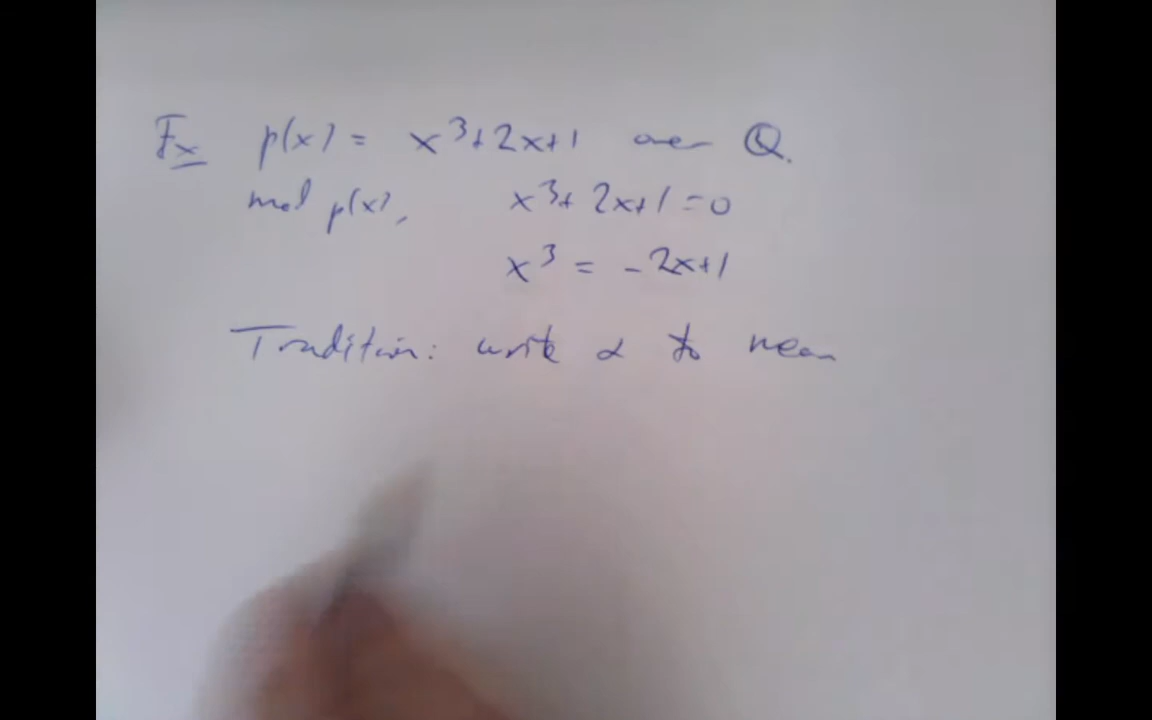 Ex p(x) = x³+2x+1 over Q.
mod p(x), x³+2x+1=0
x³ = -2x+1
Tradition: write α to mean